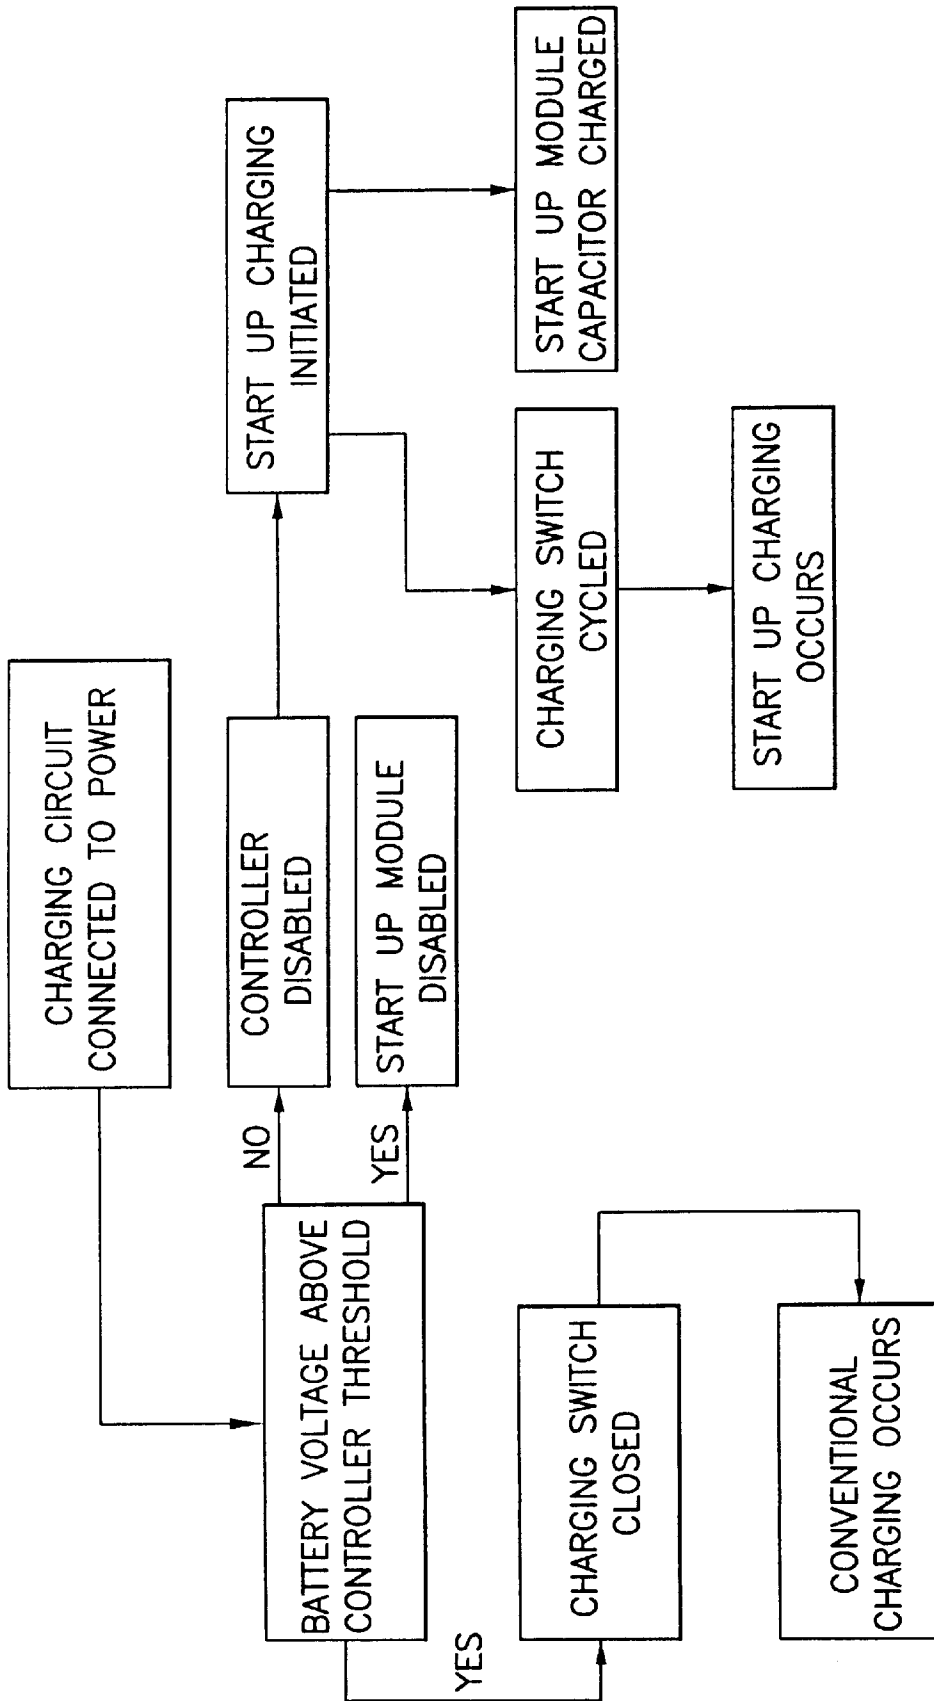 CHARGING CIRCUIT
CONNECTED TO POWER
BATTERY VOLTAGE ABOVE
CONTROLLER THRESHOLD
NO
YES
YES
CONTROLLER
DISABLED
START UP MODULE
DISABLED
START UP CHARGING
INITIATED
CHARGING SWITCH
CLOSED
CHARGING SWITCH
CYCLED
START UP MODULE
CAPACITOR CHARGED
CONVENTIONAL
CHARGING OCCURS
START UP CHARGING
OCCURS